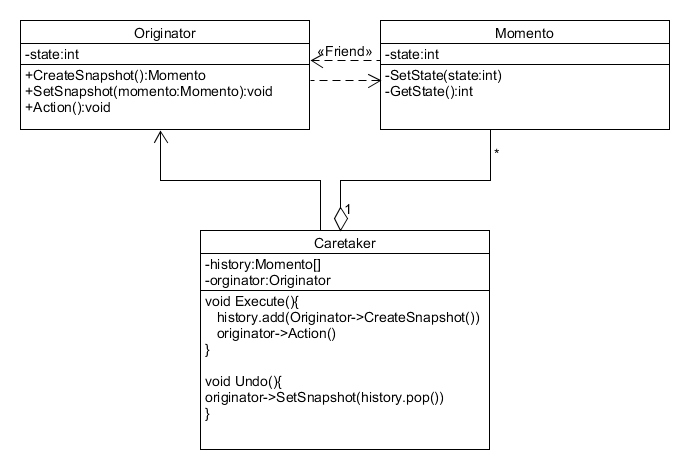 Originator
-state:int
+CreateSnapshot():Momento
+SetSnapshot(momento:Momento):void
+Action():void
«Friend»
Momento
-state:int
-SetState(state:int)
-GetState():int
*
1
Caretaker
-history:Momento[]
-orginator:Originator
void Execute(){
history.add(Originator->CreateSnapshot())
originator->Action()
}
void Undo(){
originator->SetSnapshot(history.pop())
}